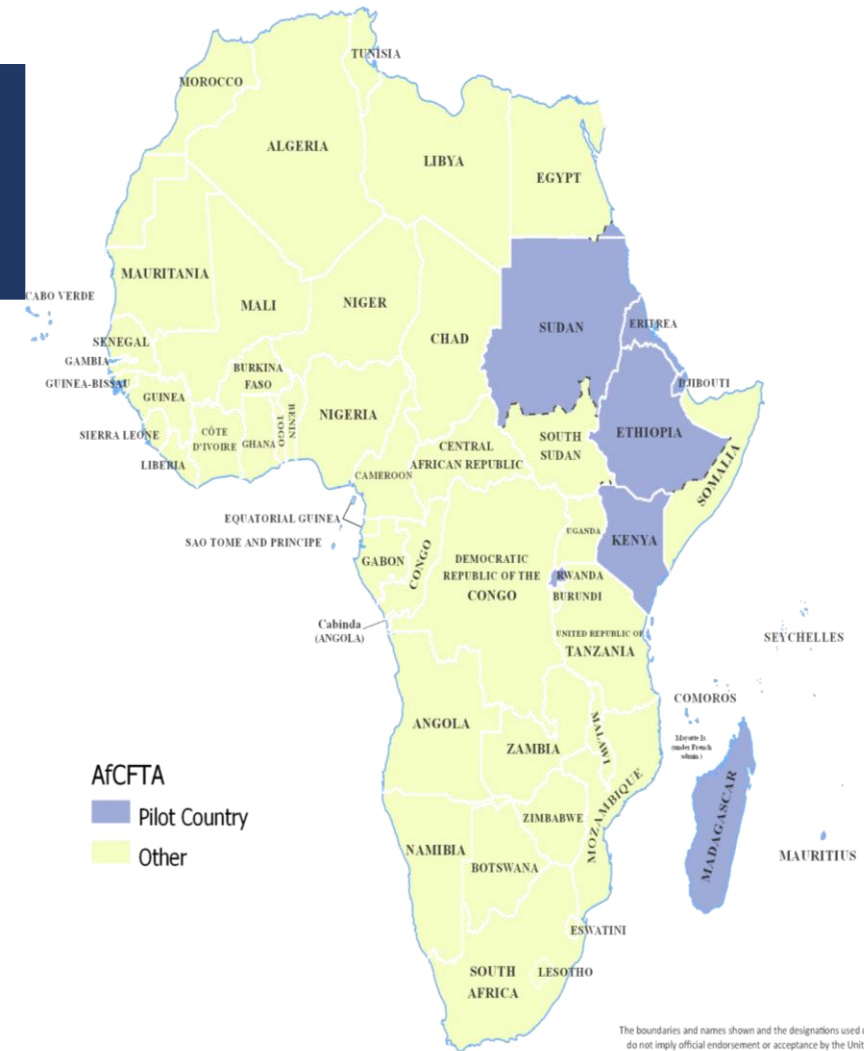 TUNISIA
MOROCCO
ALGERIA
LIBYA
EGYPT
MAURITANIA
CABO VERDE
MALI
NIGER
CHAD
SUDAN
ERITREA
SENEGAL
GAMBIA
GUINEA-BISSAU
GUINEA
BURKINA
FASO
BENIN
TOGO
NIGERIA
DJIBOUTI
SIERRA LEONE
CÔTE
D'IVOIRE
GHANA
LIBERIA
CENTRAL
AFRICAN REPUBLIC
SOUTH
SUDAN
ETHIOPIA
SOMALIA
CAMEROON
EQUATORIAL GUINEA
SAO TOME AND PRINCIPE
GABON
CONGO
DEMOCRATIC
REPUBLIC OF THE
CONGO
UGANDA
KENYA
RWANDA
BURUNDI
Cabinda
(ANGOLA)
UNITED REPUBLIC OF
TANZANIA
SEYCHELLES
COMOROS
Mayotte Is.
(under French
admin.)
ANGOLA
ZAMBIA
MALAWI
MOZAMBIQUE
MADAGASCAR
AfCFTA
Pilot Country
Other
ZIMBABWE
NAMIBIA
BOTSWANA
MAURITIUS
ESWATINI
SOUTH
AFRICA
LESOTHO
The boundaries and names shown and the designations used
do not imply official endorsement or acceptance by the